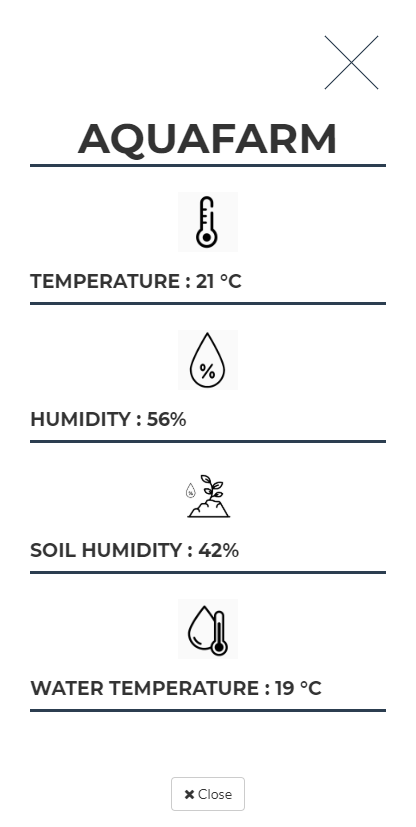 AQUAFARM
TEMPERATURE : 21 °C
%
HUMIDITY : 56%
SOIL HUMIDITY : 42%
WATER TEMPERATURE : 19 °C
✖ Close